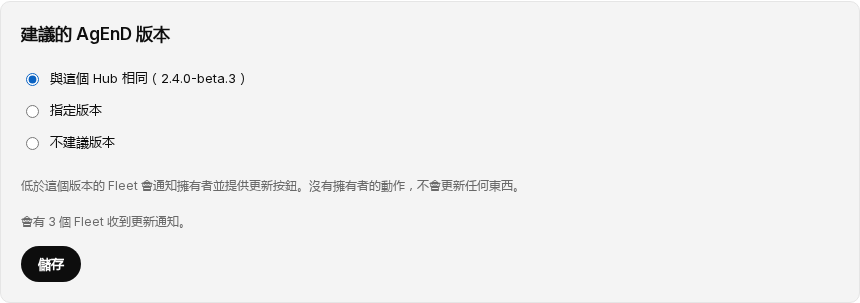 建議的 AgEnD 版本
與這個 Hub 相同（2.4.0-beta.3）
指定版本
不建議版本
低於這個版本的 Fleet 會通知擁有者並提供更新按鈕。沒有擁有者的動作，不會更新任何東西。
會有 3 個 Fleet 收到更新通知。
儲存